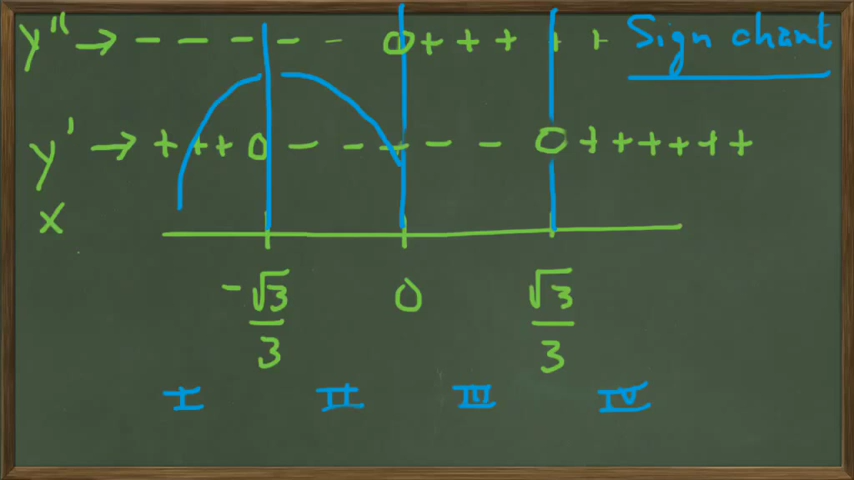 y'' → - - - - - 0 + + + + + Sign chart
y' → + + + 0 - - - - - 0 + + + + + +
x
-√3/3 0 √3/3
I II III IV